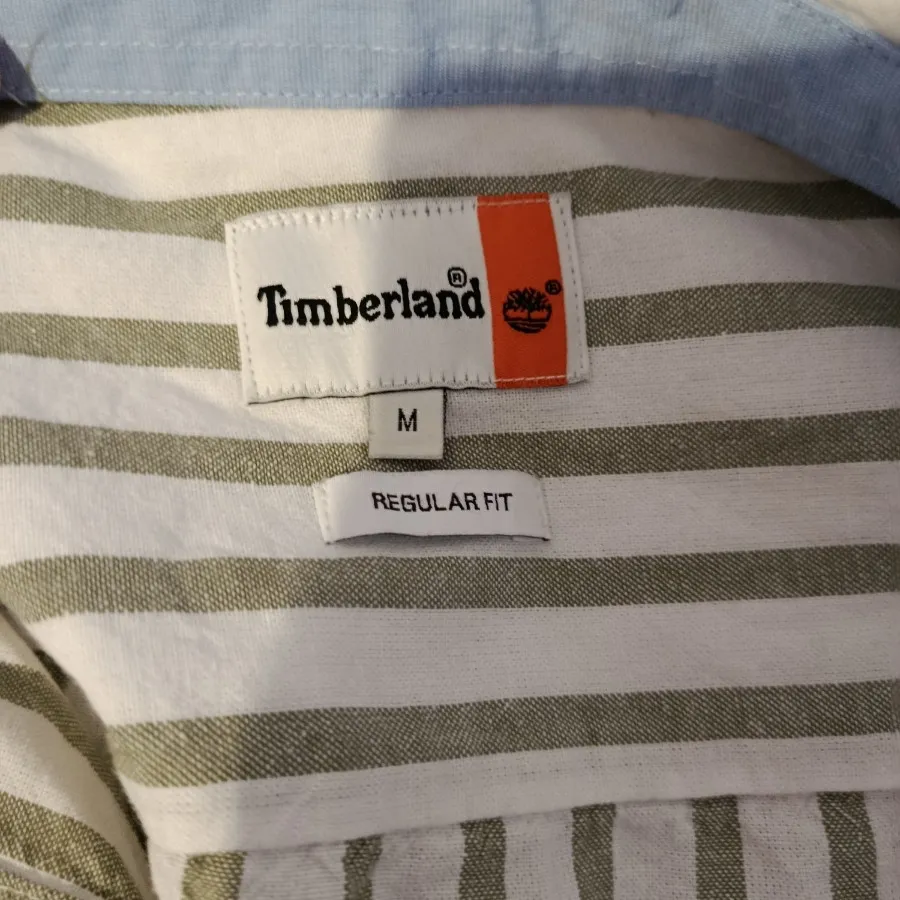 Timberland®
®
M
REGULAR FIT